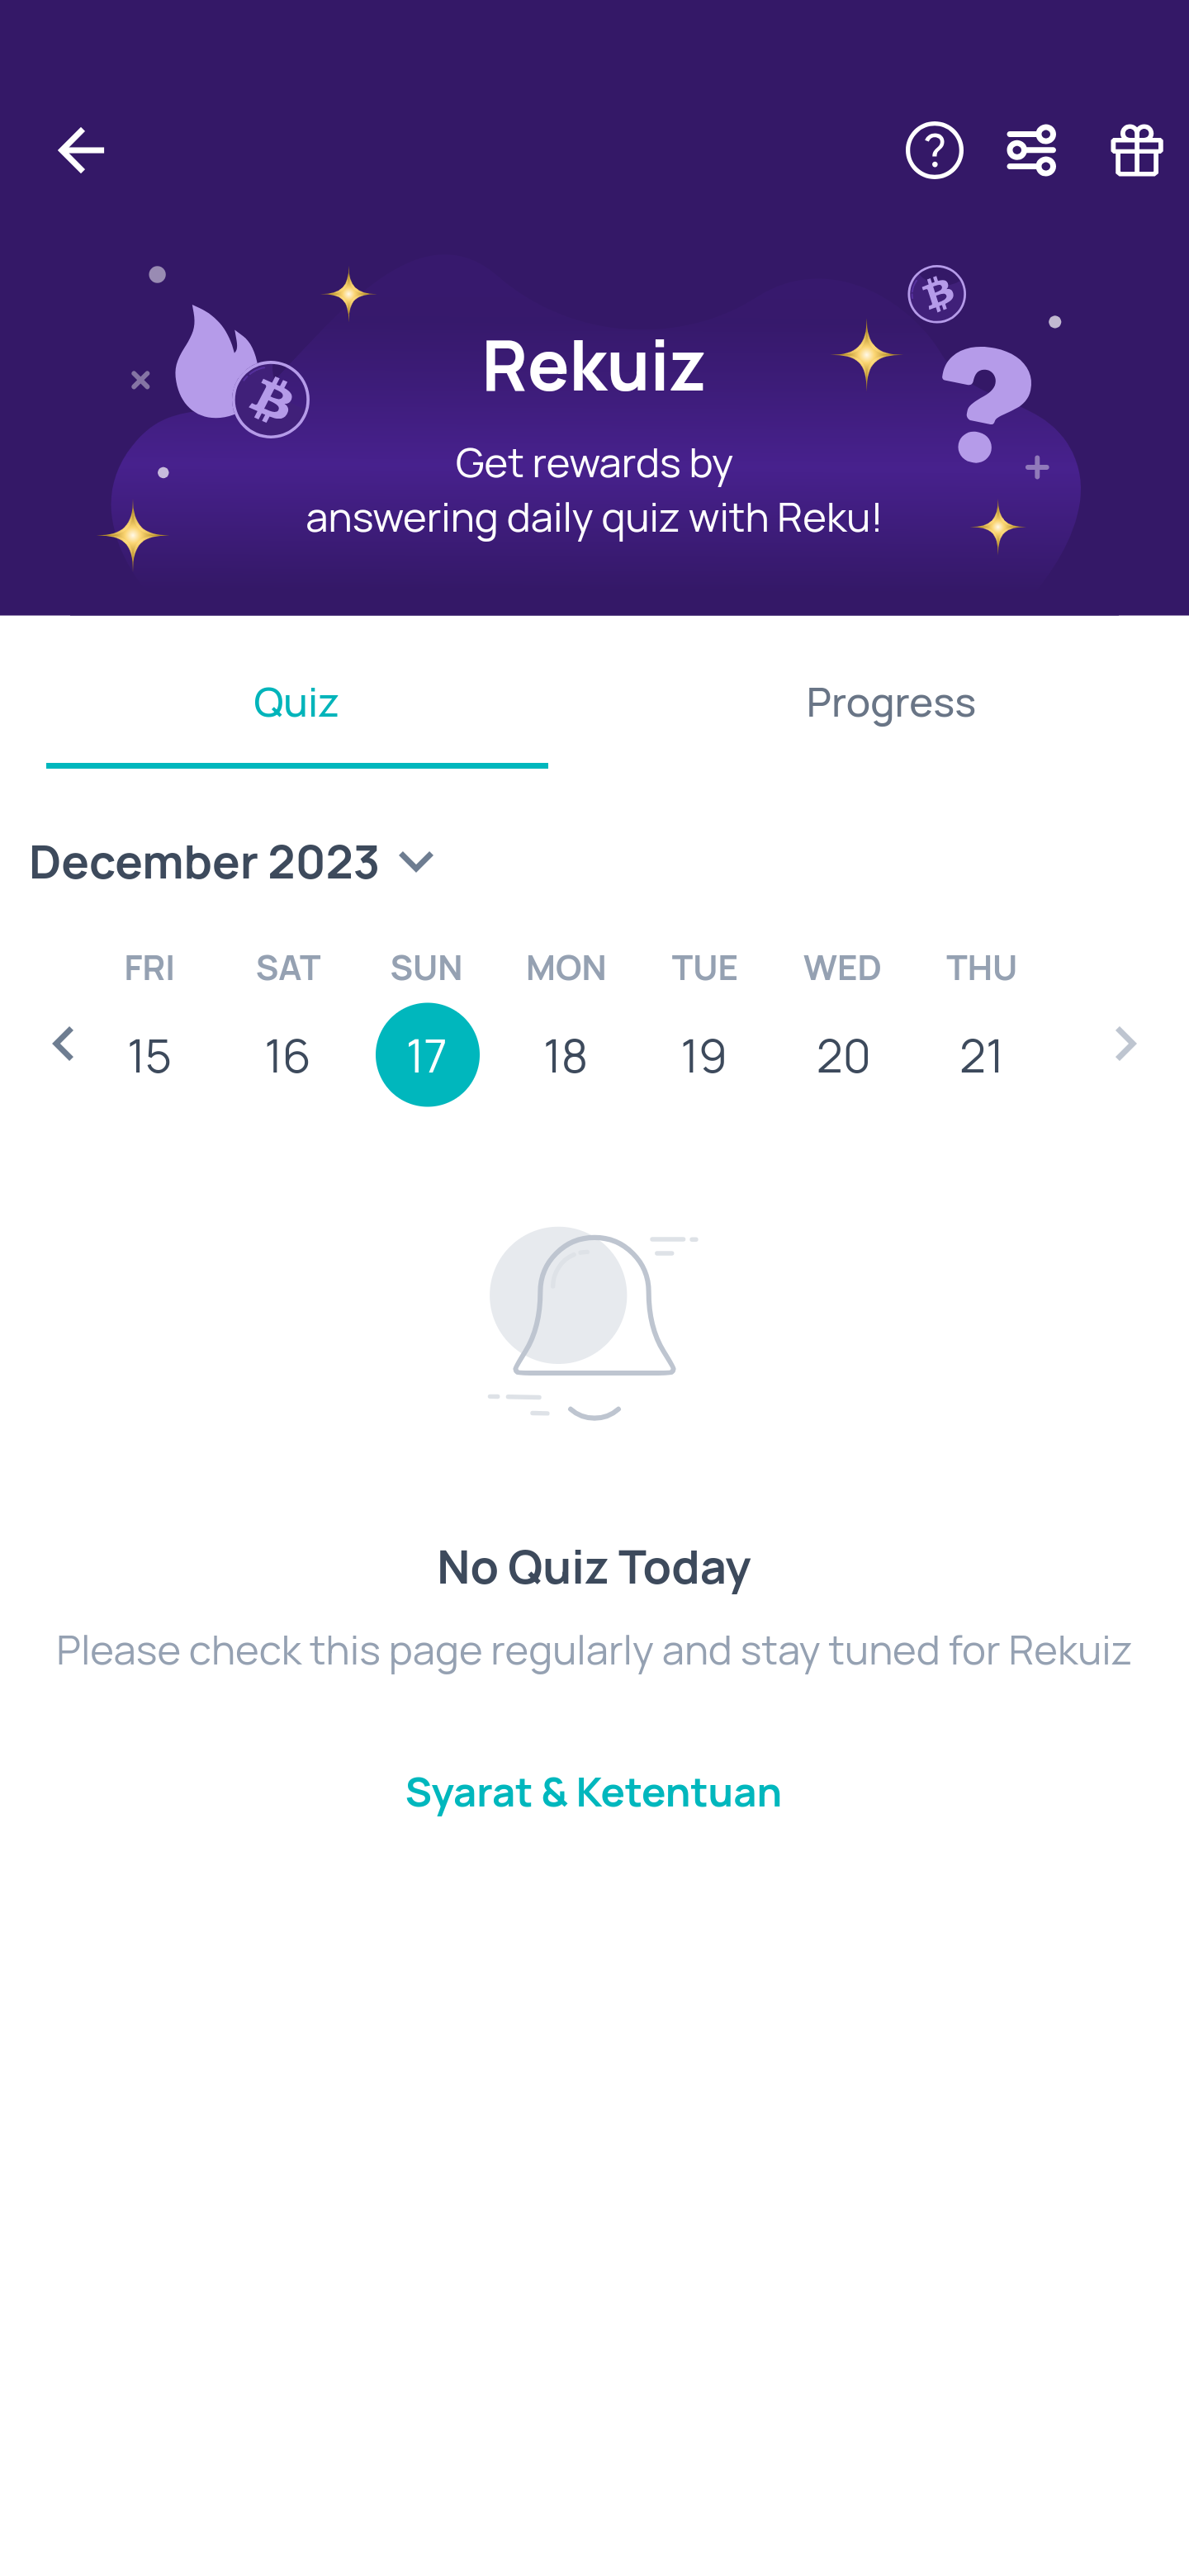 Rekuiz
Get rewards by
answering daily quiz with Reku!
Quiz Progress
December 2023
FRI SAT SUN MON TUE WED THU
15 16 17 18 19 20 21
No Quiz Today
Please check this page regularly and stay tuned for Rekuiz
Syarat & Ketentuan